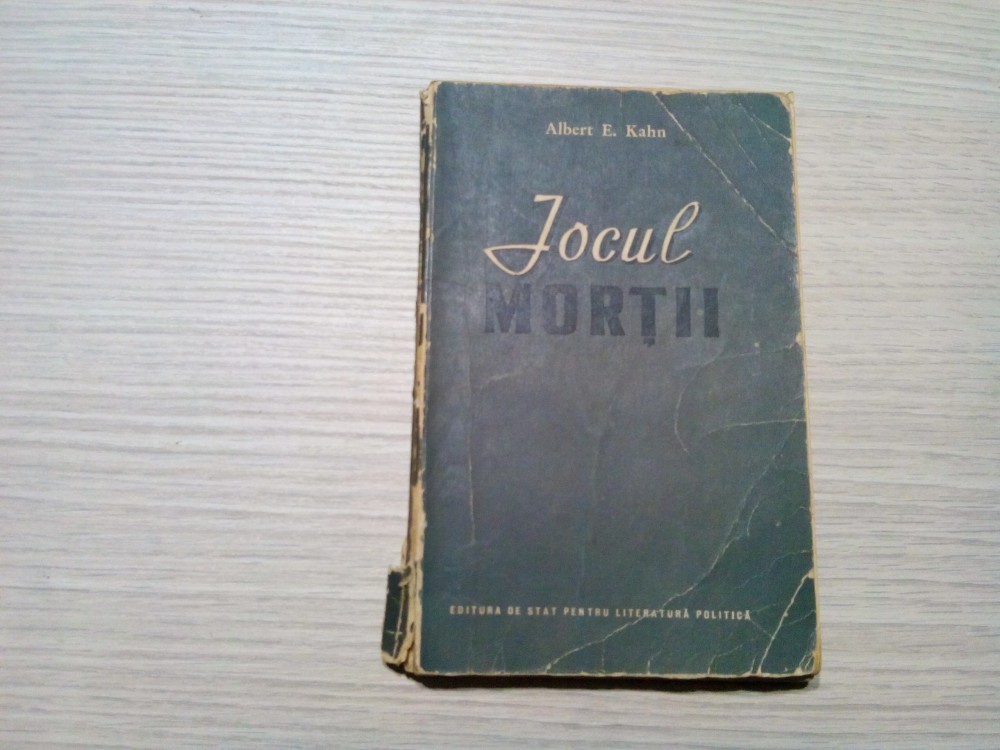 Albert E. Kahn
Jocul
MORȚII
EDITURA DE STAT PENTRU LITERATURĂ POLITICĂ